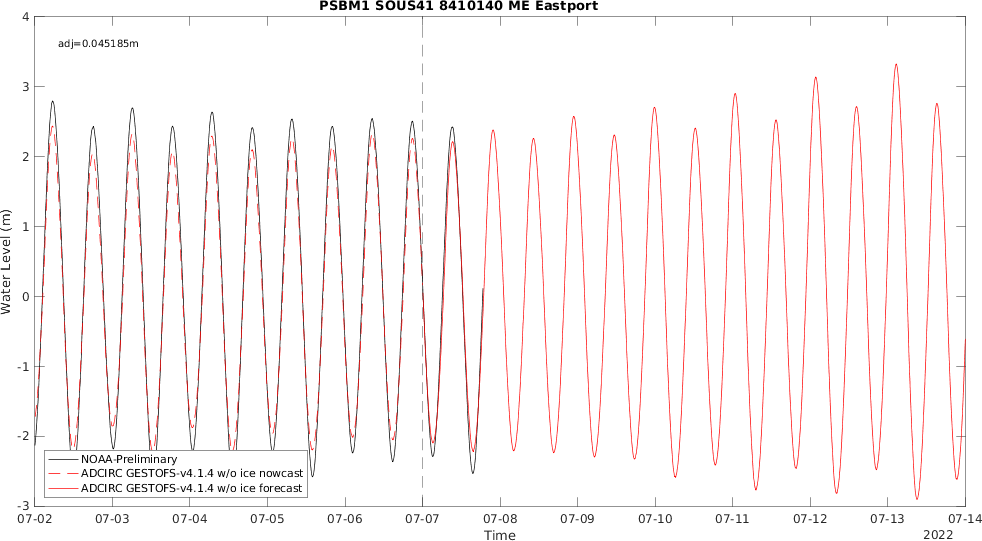 PSBM1 SOUS41 8410140 ME Eastport
adj=0.045185m
4
3
2
1
0
-1
-2
-3
Water Level (m)
NOAA-Preliminary
ADCIRC GESTOFS-v4.1.4 w/o ice nowcast
ADCIRC GESTOFS-v4.1.4 w/o ice forecast
07-02 07-03 07-04 07-05 07-06 07-07 07-08 07-09 07-10 07-11 07-12 07-13 07-14
Time
2022